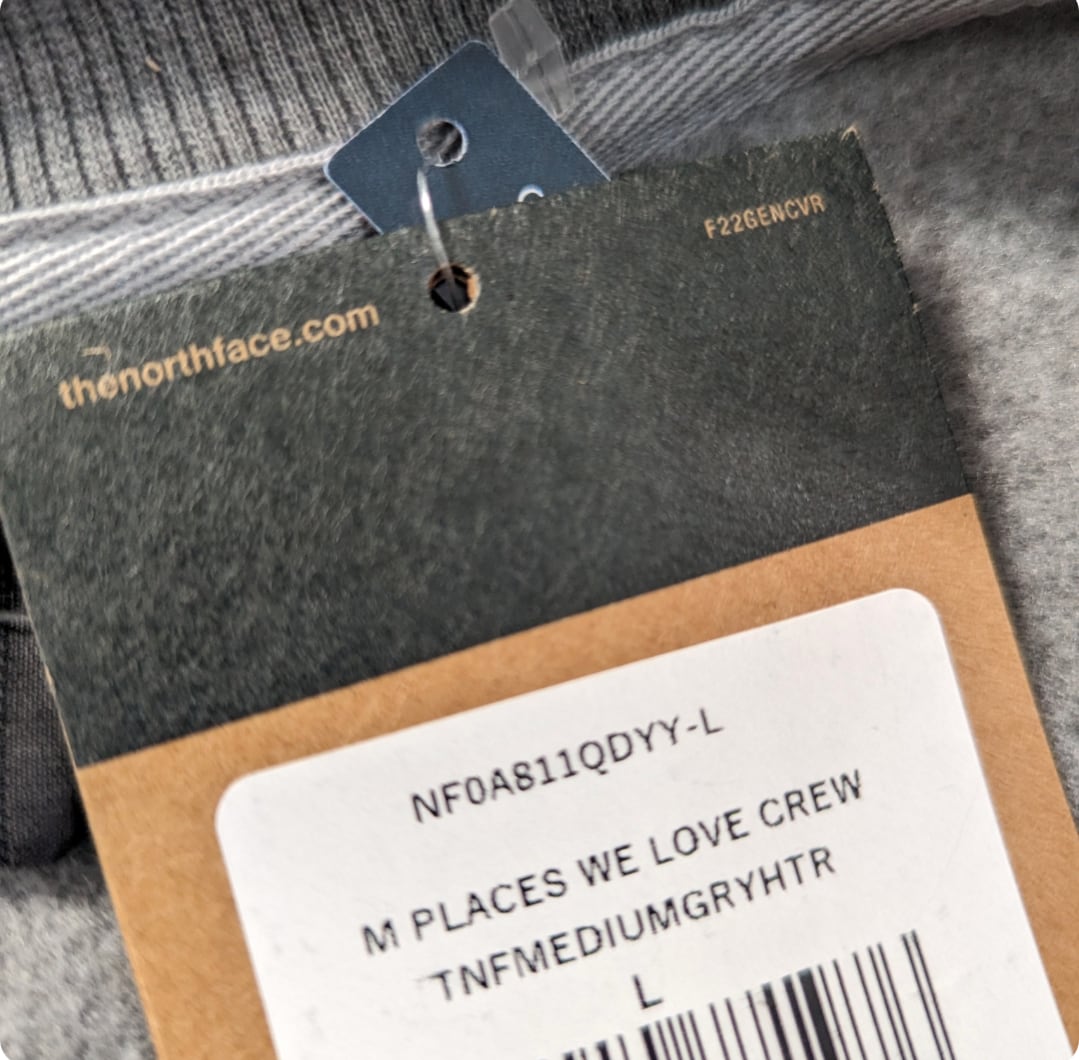 F22GENCVR
thenorthface.com
NF0A811QDYY-L
M PLACES WE LOVE CREW
TNFMEDIUMGRYHTR
L